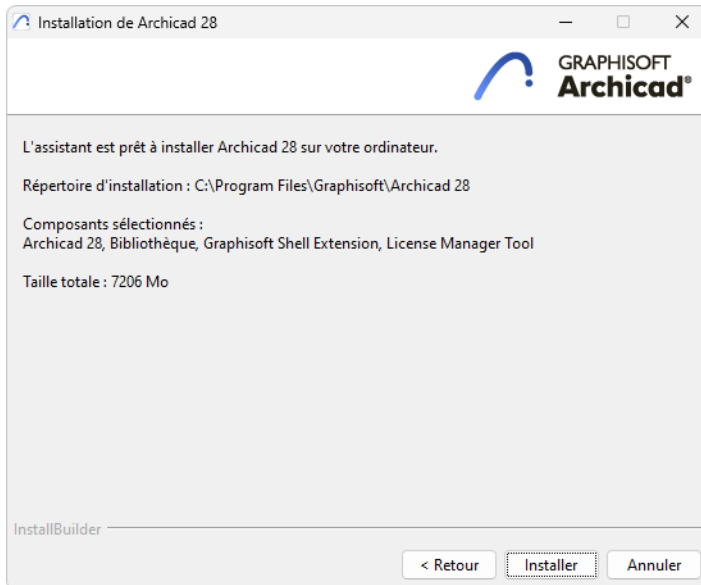 Installation de Archicad 28
GRAPHISOFT
Archicad®
L'assistant est prêt à installer Archicad 28 sur votre ordinateur.
Répertoire d'installation : C:\Program Files\Graphisoft\Archicad 28
Composants sélectionnés :
Archicad 28, Bibliothèque, Graphisoft Shell Extension, License Manager Tool
Taille totale : 7206 Mo
InstallBuilder
< Retour
Installer
Annuler